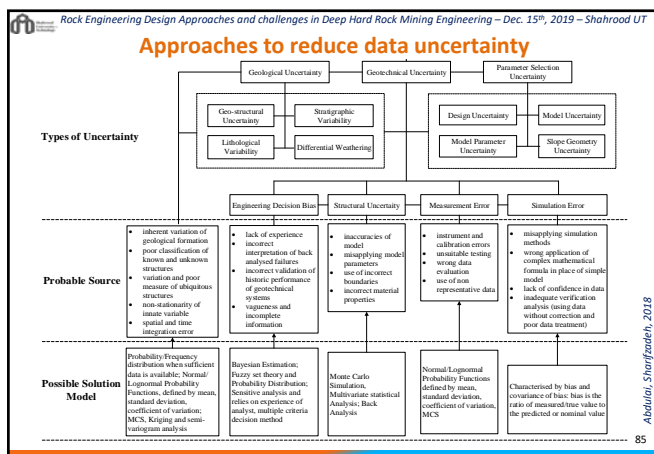 Rock Engineering Design Approaches and challenges in Deep Hard Rock Mining Engineering – Dec. 15th, 2019 – Shahrood UT
Approaches to reduce data uncertainty
Geological Uncertainty
Geotechnical Uncertainty
Parameter Selection
Uncertainty
Types of Uncertainty
Geo-structural
Uncertainty
Stratigraphic
Variability
Lithological
Variability
Differential Weathering
Design Uncertainty
Model Uncertainty
Model Parameter
Uncertainty
Slope Geometry
Uncertainty
Engineering Decision Bias
Structural Uncertaity
Measurement Error
Simulation Error
Probable Source
• inherent variation of
geological formation
• poor classification of
known and unknown
structures
• variation and poor
measure of ubiquitous
structures
• non-stationarity of
innate variable
• spatial and time
integration error
• lack of experience
• incorrect
interpretation of back
analysed failures
• incorrect validation of
historic performance of
geotechnical
systems
• vagueness and
incomplete
information
• inaccuracies of
model
• misapplying model
parameters
• use of incorrect
boundaries
• incorrect material
properties
• instrument and
calibration errors
• unsuitable testing
• wrong data
evaluation
• use of non
representative data
• misapplying simulation
methods
• wrong application of
complex mathematical
formula in place of simple
model
• lack of confidence in data
• inadequate verification
analysis (using data
without correction and
poor data treatment)
Possible Solution
Model
Probability/Frequency
distribution when sufficient
data is available; Normal/
Lognormal Probability
Functions, defined by mean,
standard deviation,
coefficient of variation;
MCS, Kriging and semi-
variogram analysis
Bayesian Estimation;
Fuzzy set theory and
Probability Distribution;
Sensitive analysis and
relies on experience of
analyst, multiple criteria
decision method
Monte Carlo
Simulation,
Multivariate statistical
Analysis; Back
Analysis
Normal/Lognormal
Probability Functions
defined by mean,
standard deviation,
coefficient of variation,
MCS
Characterised by bias and
covariance of bias: bias is the
ratio of measured/true value to
the predicted or nominal value
Abdulai, Sharifzadeh, 2018
85